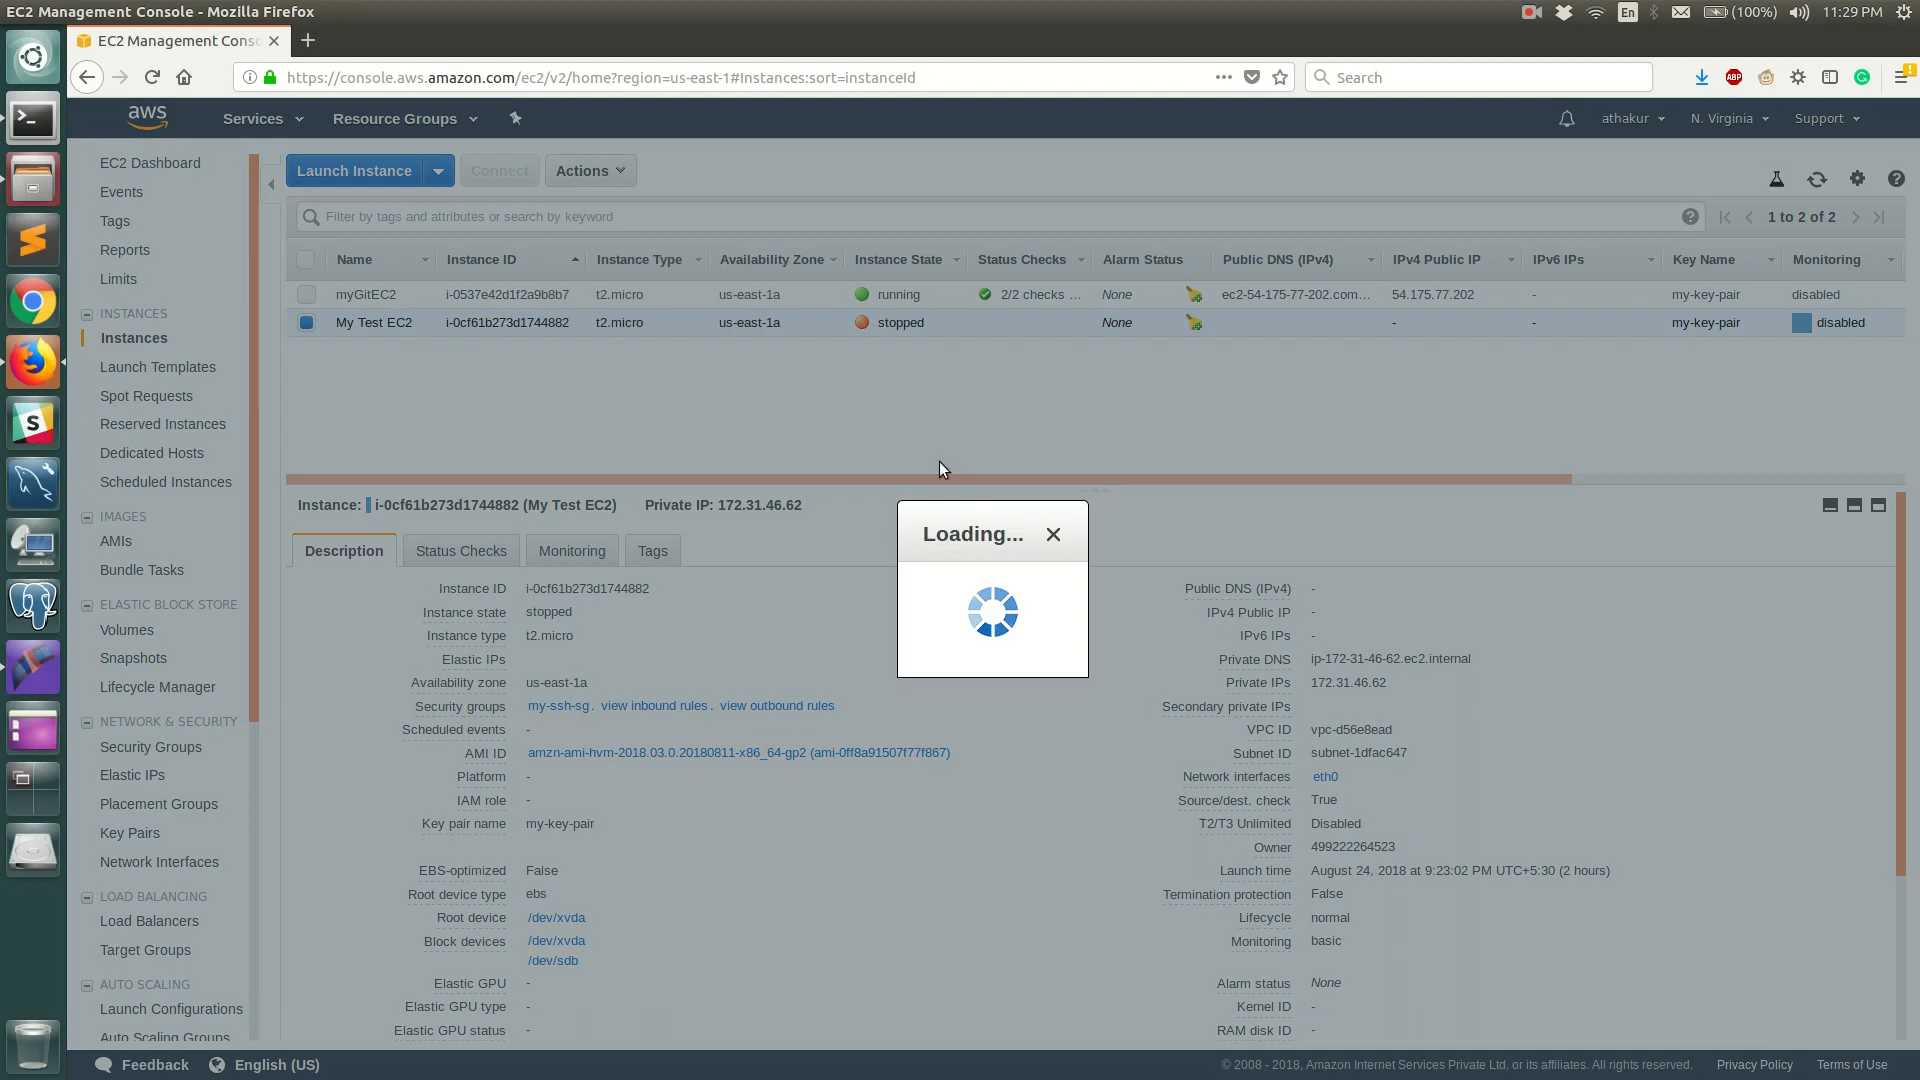 EC2 Management Console - Mozilla Firefox
En
(100%)
11:29 PM
EC2 Management Consc
https://console.aws.amazon.com/ec2/v2/home?region=us-east-1#Instances:sort=instanceId
Search
ABP
aws
Services
Resource Groups
athakur
N. Virginia
Support
EC2 Dashboard
Events
Tags
Reports
Limits
INSTANCES
Instances
Launch Templates
Spot Requests
Reserved Instances
Dedicated Hosts
Scheduled Instances
IMAGES
AMIs
Bundle Tasks
ELASTIC BLOCK STORE
Volumes
Snapshots
Lifecycle Manager
NETWORK & SECURITY
Security Groups
Elastic IPs
Placement Groups
Key Pairs
Network Interfaces
LOAD BALANCING
Load Balancers
Target Groups
AUTO SCALING
Launch Configurations
Auto Scaling Groups
Launch Instance
Connect
Actions
Filter by tags and attributes or search by keyword
1 to 2 of 2
Name Instance ID Instance Type Availability Zone Instance State Status Checks Alarm Status Public DNS (IPv4) IPv4 Public IP IPv6 IPs Key Name Monitoring
myGitEC2 i-0537e42d1f2a9b8b7 t2.micro us-east-1a running 2/2 checks ... None ec2-54-175-77-202.com... 54.175.77.202 - my-key-pair disabled
My Test EC2 i-0cf61b273d1744882 t2.micro us-east-1a stopped None - - my-key-pair disabled
Instance: i-0cf61b273d1744882 (My Test EC2) Private IP: 172.31.46.62
Loading...
Description
Status Checks
Monitoring
Tags
Instance ID i-0cf61b273d1744882
Instance state stopped
Instance type t2.micro
Elastic IPs
Availability zone us-east-1a
Security groups my-ssh-sg. view inbound rules. view outbound rules
Scheduled events -
AMI ID amzn-ami-hvm-2018.03.0.20180811-x86_64-gp2 (ami-0ff8a91507f77f867)
Platform -
IAM role -
Key pair name my-key-pair
EBS-optimized False
Root device type ebs
Root device /dev/xvda
Block devices /dev/xvda
/dev/sdb
Elastic GPU -
Elastic GPU type -
Elastic GPU status -
Public DNS (IPv4) -
IPv4 Public IP -
IPv6 IPs -
Private DNS ip-172-31-46-62.ec2.internal
Private IPs 172.31.46.62
Secondary private IPs
VPC ID vpc-d56e8ead
Subnet ID subnet-1dfac647
Network interfaces eth0
Source/dest. check True
T2/T3 Unlimited Disabled
Owner 499222264523
Launch time August 24, 2018 at 9:23:02 PM UTC+5:30 (2 hours)
Termination protection False
Lifecycle normal
Monitoring basic
Alarm status None
Kernel ID -
RAM disk ID -
Feedback
English (US)
© 2008 - 2018, Amazon Internet Services Private Ltd. or its affiliates. All rights reserved.
Privacy Policy
Terms of Use